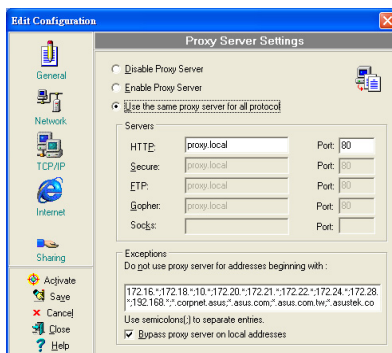 Edit Configuration
Proxy Server Settings
General
Network
TCP/IP
Internet
Sharing
Activate
Save
Cancel
Close
Help
Disable Proxy Server
Enable Proxy Server
Use the same proxy server for all protocol
Servers
HTTP: proxy.local Port: 80
Secure: proxy.local Port: 80
FTP: proxy.local Port: 80
Gopher: proxy.local Port: 80
Socks: Port:
Exceptions
Do not use proxy server for addresses beginning with :
172.16.*;172.18.*;10.*;172.20.*;172.21.*;172.22.*;172.24.*;172.28.
*;192.168.*;*.corpnet.asus;*.asus.com;*.asus.com.tw;*.asustek.co
Use semicolons(;) to separate entries.
Bypass proxy server on local addresses